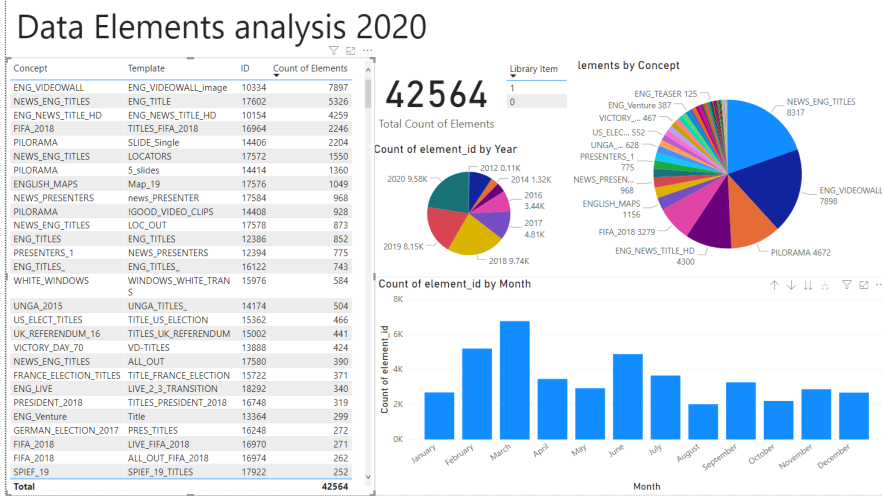 Data Elements analysis 2020
Concept Template ID Count of Elements
ENG_VIDEOWALL ENG_VIDEOWALL_image 10334 7897
NEWS_ENG_TITLES ENG_TITLE 17602 5326
ENG_NEWS_TITLE_HD ENG_NEWS_TITLE_HD 10154 4259
FIFA_2018 TITLES_FIFA_2018 16964 2246
PILORAMA SLIDE_Single 14406 2204
NEWS_ENG_TITLES LOCATORS 17572 1550
PILORAMA 5_slides 14414 1360
ENGLISH_MAPS Map_19 17576 1049
NEWS_PRESENTERS news_PRESENTER 17584 968
PILORAMA !GOOD_VIDEO_CLIPS 14408 928
NEWS_ENG_TITLES LOC_OUT 17578 873
ENG_TITLES ENG_TITLES 12386 852
PRESENTERS_1 NEWS_PRESENTERS 12394 775
ENG_TITLES_ ENG_TITLES_ 16122 743
WHITE_WINDOWS WINDOWS_WHITE_TRAN 15976 584
S
UNGA_2015 UNGA_TITLES_ 14174 504
US_ELECT_TITLES TITLE_US_ELECTION 15362 466
UK_REFERENDUM_16 TITLES_UK_REFERENDUM 15002 441
VICTORY_DAY_70 VD-TITLES 13888 424
NEWS_ENG_TITLES ALL_OUT 17580 390
FRANCE_ELECTION_TITLES TITLE_FRANCE_ELECTION 15722 371
ENG_LIVE LIVE_2_3_TRANSITION 18292 340
PRESIDENT_2018 TITLES_PRESIDENT_2018 16748 319
ENG_Venture Title 13364 299
GERMAN_ELECTION_2017 PRES_TITLES 16248 272
FIFA_2018 LIVE_FIFA_2018 16970 271
FIFA_2018 ALL_OUT_FIFA_2018 16974 262
SPIEF_19 SPIEF_19_TITLES 17922 252
Total 42564
42564
Total Count of Elements
Library Item
1
0
Count of element_id by Year
2012 0.11K
2014 1.32K
2016
3.44K
2017
4.81K
2018 9.74K
2019 8.15K
2020 9.58K
lements by Concept
ENG_TEASER 125
ENG_Venture 387
VICTORY_... 467
US_ELEC... 552
UNGA_... 628
PRESENTERS_1
775
NEWS_PRESEN...
968
ENGLISH_MAPS
1156
FIFA_2018 3279
ENG_NEWS_TITLE_HD
4300
PILORAMA 4672
ENG_VIDEOWALL
7898
NEWS_ENG_TITLES
8317
Count of element_id by Month
Count of element_id
8K
6K
4K
2K
0K
January February March April May June July August September October November December
Month